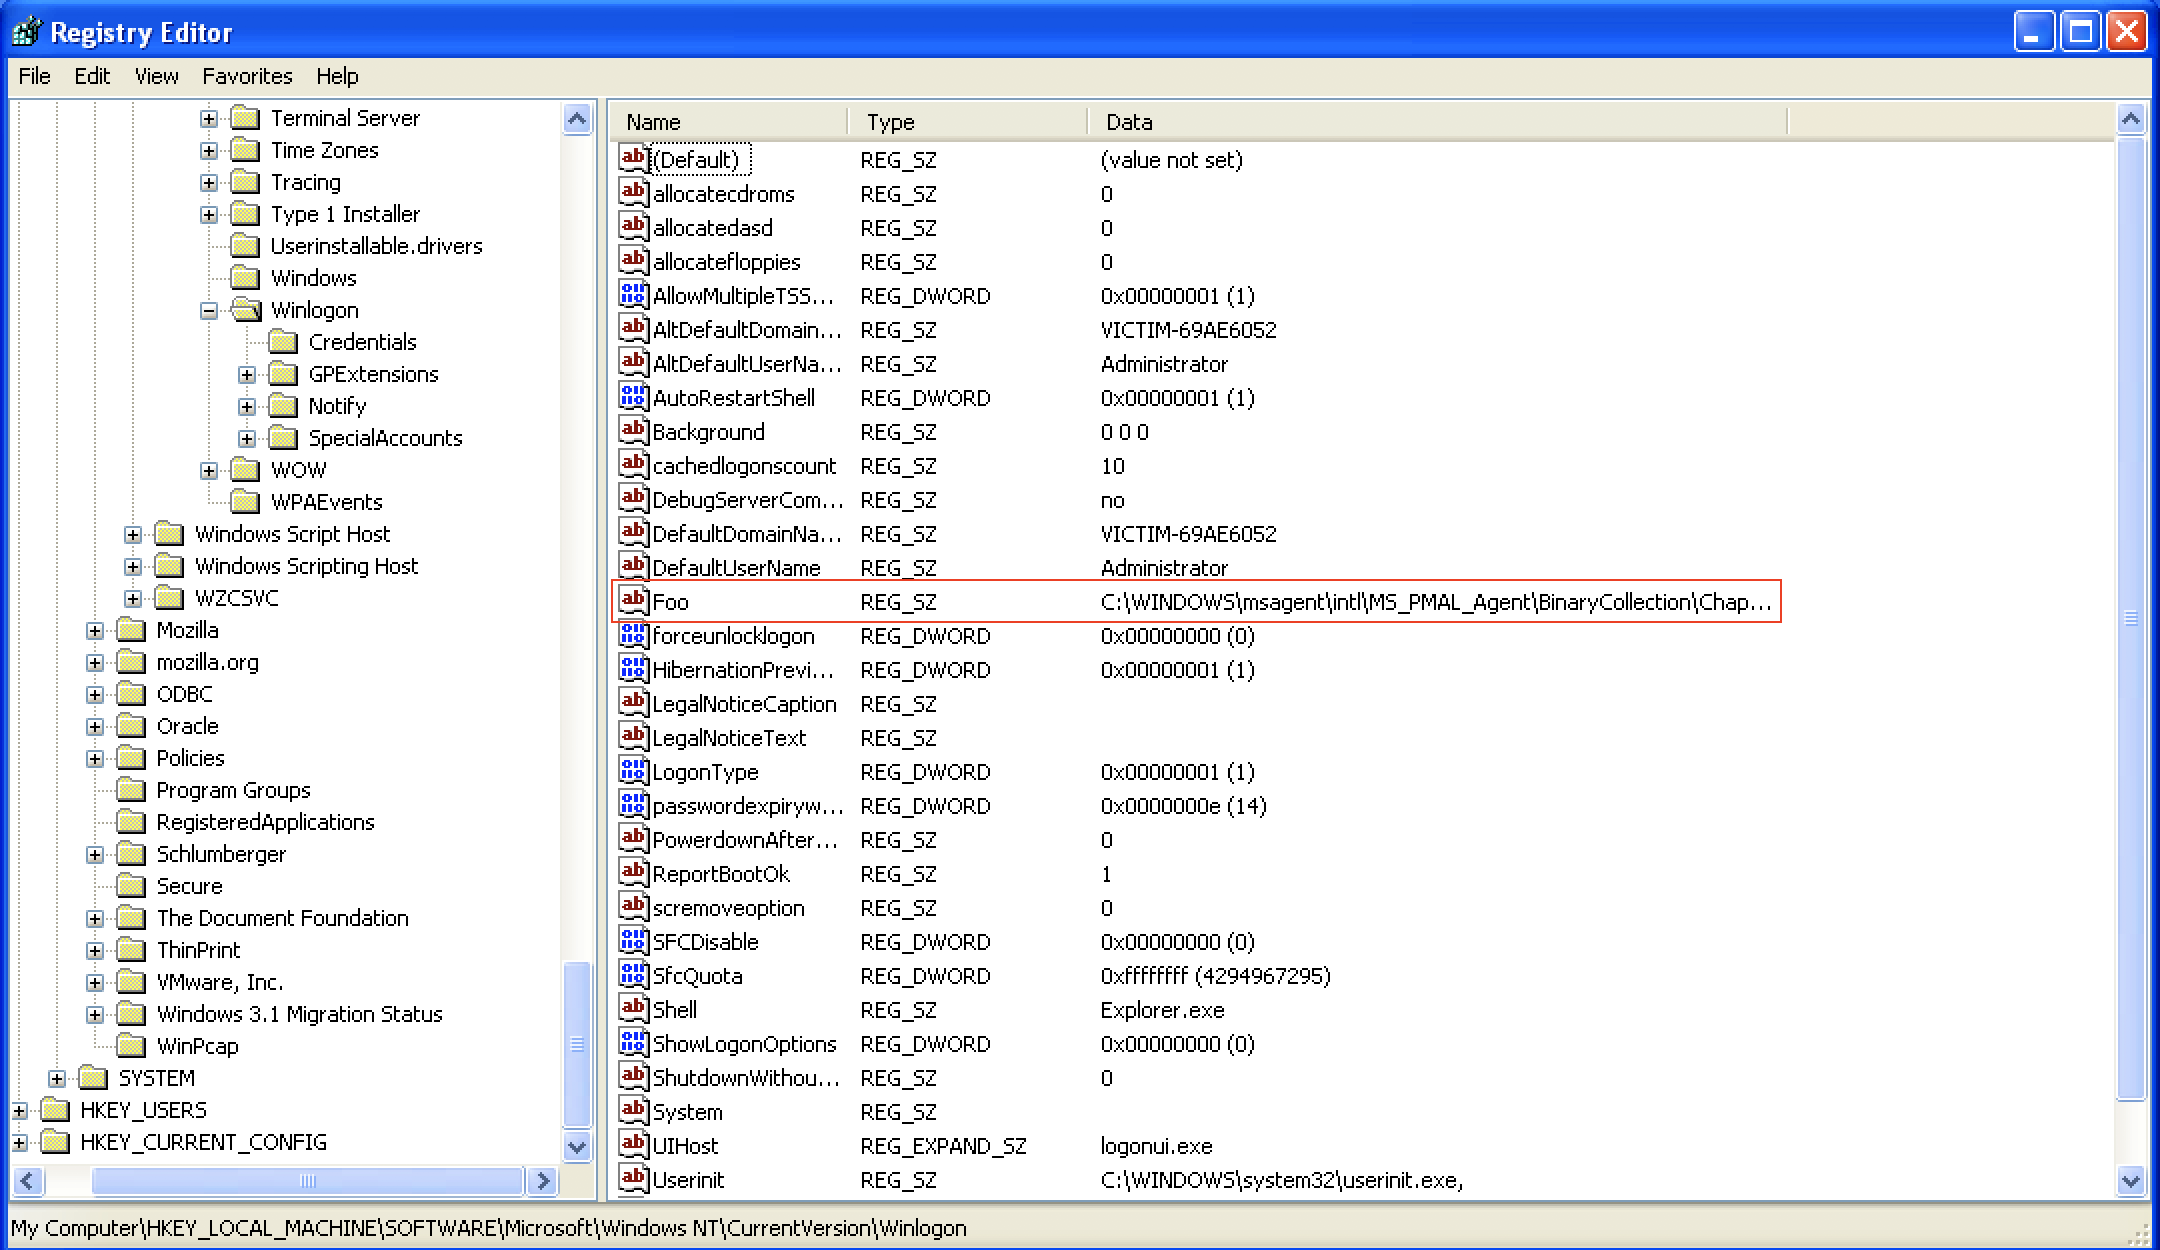 Registry Editor
File Edit View Favorites Help
Terminal Server
Time Zones
Tracing
Type 1 Installer
Userinstallable.drivers
Windows
Winlogon
Credentials
GPExtensions
Notify
SpecialAccounts
WOW
WPAEvents
Windows Script Host
Windows Scripting Host
WZCSVC
Mozilla
mozilla.org
ODBC
Oracle
Policies
Program Groups
RegisteredApplications
Schlumberger
Secure
The Document Foundation
ThinPrint
VMware, Inc.
Windows 3.1 Migration Status
WinPcap
SYSTEM
HKEY_USERS
HKEY_CURRENT_CONFIG
Name Type Data
(Default) REG_SZ (value not set)
allocatecdroms REG_SZ 0
allocatedasd REG_SZ 0
allocatefloppies REG_SZ 0
AllowMultipleTSS... REG_DWORD 0x00000001 (1)
AltDefaultDomain... REG_SZ VICTIM-69AE6052
AltDefaultUserNa... REG_SZ Administrator
AutoRestartShell REG_DWORD 0x00000001 (1)
Background REG_SZ 0 0 0
cachedlogonscount REG_SZ 10
DebugServerCom... REG_SZ no
DefaultDomainNa... REG_SZ VICTIM-69AE6052
DefaultUserName REG_SZ Administrator
Foo REG_SZ C:\WINDOWS\msagent\intl\MS_PMAL_Agent\BinaryCollection\Chap...
forceunlocklogon REG_DWORD 0x00000000 (0)
HibernationPrevi... REG_DWORD 0x00000001 (1)
LegalNoticeCaption REG_SZ
LegalNoticeText REG_SZ
LogonType REG_DWORD 0x00000001 (1)
passwordexpiryw... REG_DWORD 0x0000000e (14)
PowerdownAfter... REG_SZ 0
ReportBootOk REG_SZ 1
scremoveoption REG_SZ 0
SFCDisable REG_DWORD 0x00000000 (0)
SfcQuota REG_DWORD 0xffffffff (4294967295)
Shell REG_SZ Explorer.exe
ShowLogonOptions REG_DWORD 0x00000000 (0)
ShutdownWithou... REG_SZ 0
System REG_SZ
UIHost REG_EXPAND_SZ logonui.exe
Userinit REG_SZ C:\WINDOWS\system32\userinit.exe,
My Computer\HKEY_LOCAL_MACHINE\SOFTWARE\Microsoft\Windows NT\CurrentVersion\Winlogon